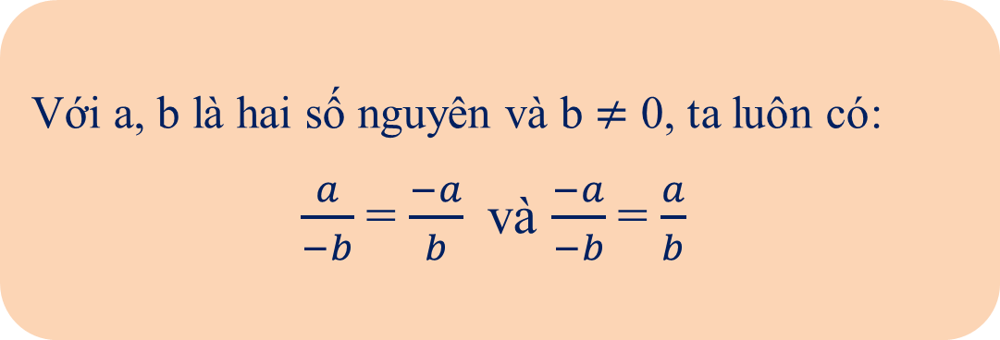 Với a, b là hai số nguyên và b ≠ 0, ta luôn có:
a/−b = −a/b và −a/−b = a/b